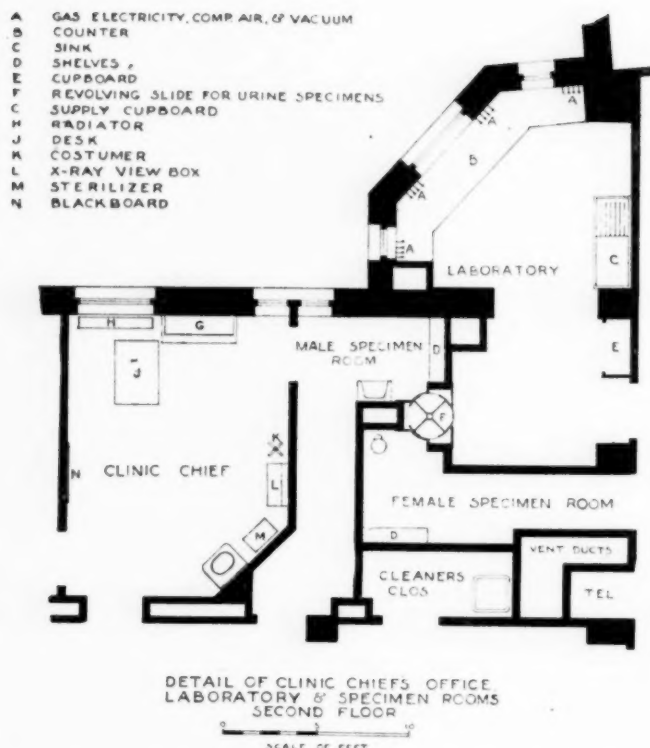 A GAS ELECTRICITY, COMP. AIR, & VACUUM
B COUNTER
C SINK
D SHELVES
E CUPBOARD
F REVOLVING SLIDE FOR URINE SPECIMENS
C SUPPLY CUPBOARD
H RADIATOR
J DESK
K COSTUMER
L X-RAY VIEW BOX
M STERILIZER
N BLACKBOARD
A
A
B
A
A
LABORATORY
C
H
G
MALE SPECIMEN
ROOM
D
E
J
F
K
N
CLINIC CHIEF
L
FEMALE SPECIMEN ROOM
M
D
VENT DUCTS
CLEANERS
CLOS
TEL
DETAIL OF CLINIC CHIEFS OFFICE,
LABORATORY & SPECIMEN ROOMS
SECOND FLOOR
0 5 10
SCALE OF FEET